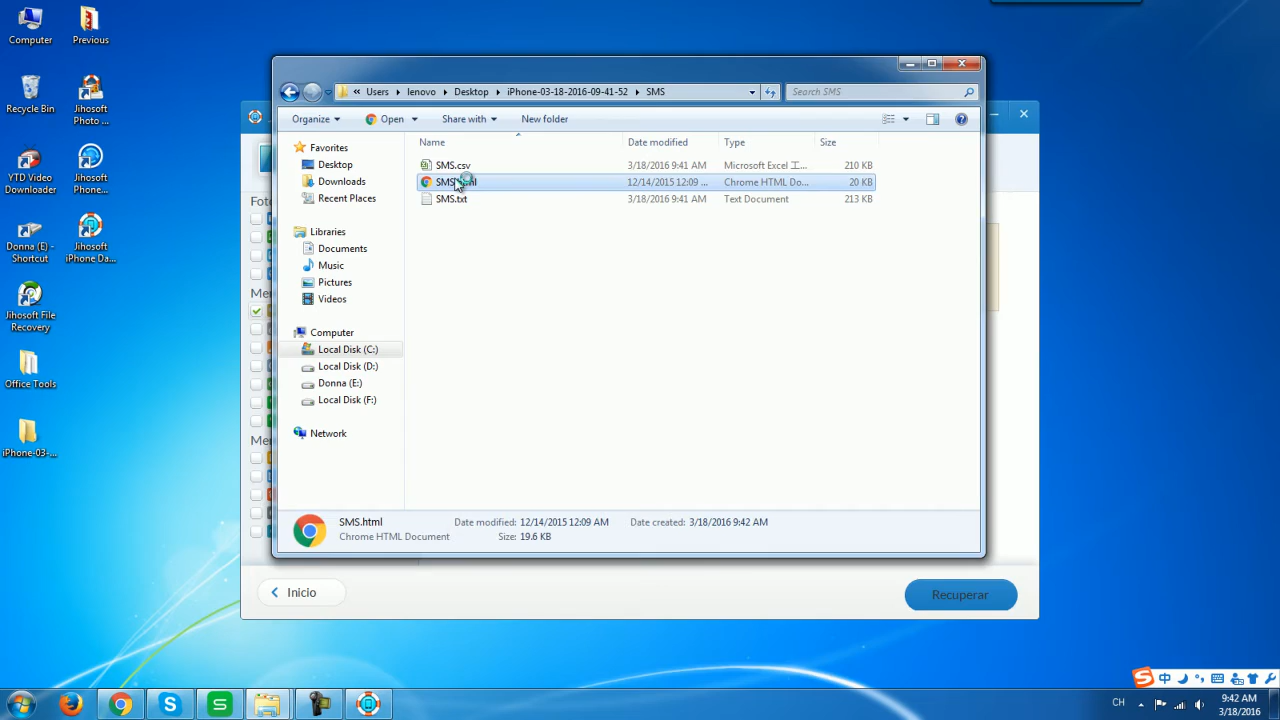 Computer
Previous
Recycle Bin
Jihosoft
Photo ...
YTD Video
Downloader
Jihosoft
Phone...
Donna (E) -
Shortcut
Jihosoft
iPhone Da...
Jihosoft File
Recovery
Office Tools
iPhone-03-...
Users
lenovo
Desktop
iPhone-03-18-2016-09-41-52
SMS
Search SMS
Organize
Open
Share with
New folder
Name
Date modified
Type
Size
SMS.csv
3/18/2016 9:41 AM
Microsoft Excel 工...
210 KB
SMS.html
12/14/2015 12:09 ...
Chrome HTML Do...
20 KB
SMS.txt
3/18/2016 9:41 AM
Text Document
213 KB
Favorites
Desktop
Downloads
Recent Places
Libraries
Documents
Music
Pictures
Videos
Computer
Local Disk (C:)
Local Disk (D:)
Donna (E:)
Local Disk (F:)
Network
SMS.html
Chrome HTML Document
Date modified: 12/14/2015 12:09 AM
Size: 19.6 KB
Date created: 3/18/2016 9:42 AM
Inicio
Recuperar
中
CH
9:42 AM
3/18/2016